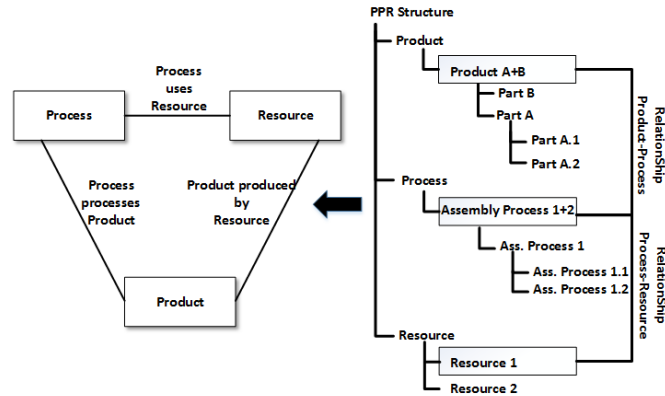 Process
uses
Resource
Process
Resource
Process
processes
Product
Product produced
by
Resource
Product
PPR Structure
Product
Product A+B
Part B
Part A
Part A.1
Part A.2
Process
Assembly Process 1+2
Ass. Process 1
Ass. Process 1.1
Ass. Process 1.2
Resource
Resource 1
Resource 2
RelationShip
Product-Process
RelationShip
Process-Resource